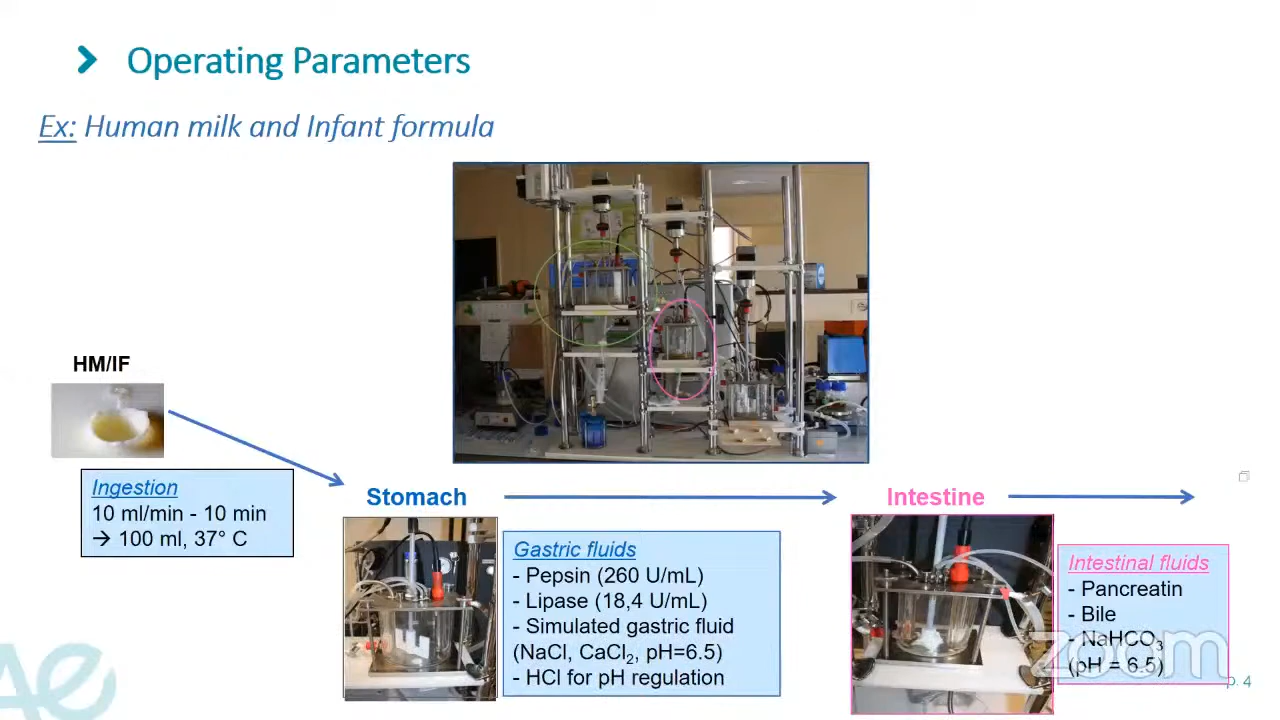 Operating Parameters
Ex: Human milk and Infant formula
HM/IF
Ingestion
10 ml/min - 10 min
→ 100 ml, 37° C
Stomach
Gastric fluids
- Pepsin (260 U/mL)
- Lipase (18,4 U/mL)
- Simulated gastric fluid
(NaCl, CaCl₂, pH=6.5)
- HCl for pH regulation
Intestine
Intestinal fluids
- Pancreatin
- Bile
- NaHCO₃
(pH = 6.5)
zoom
p. 4